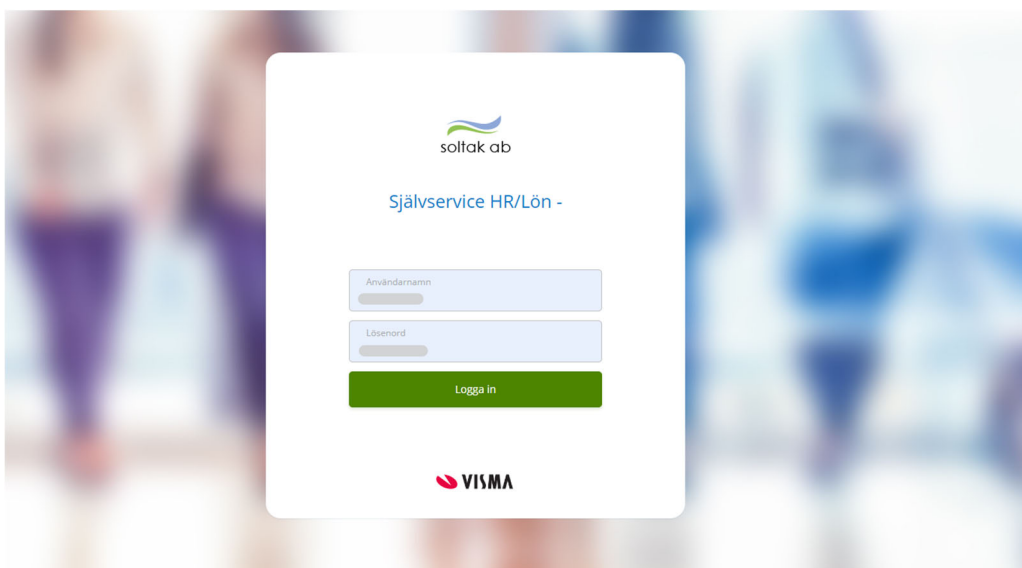 soltak ab
Självservice HR/Lön -
Användarnamn
Lösenord
Logga in
VISMA